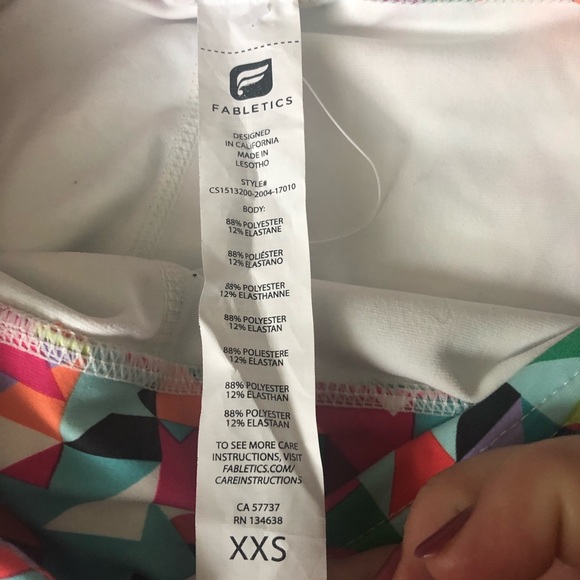 FABLETICS
DESIGNED
IN CALIFORNIA
MADE IN
LESOTHO
STYLE#
CS1513200-2004-17010
BODY:
88% POLYESTER
12% ELASTANE
88% POLIÉSTER
12% ELASTANO
88% POLYESTER
12% ELASTHANNE
88% POLYESTER
12% ELASTAN
88% POLIESTERE
12% ELASTAN
88% POLYESTER
12% ELASTHAN
88% POLYESTER
12% ELASTAAN
TO SEE MORE CARE
INSTRUCTIONS, VISIT
FABLETICS.COM/
CAREINSTRUCTIONS
CA 57737
RN 134638
XXS